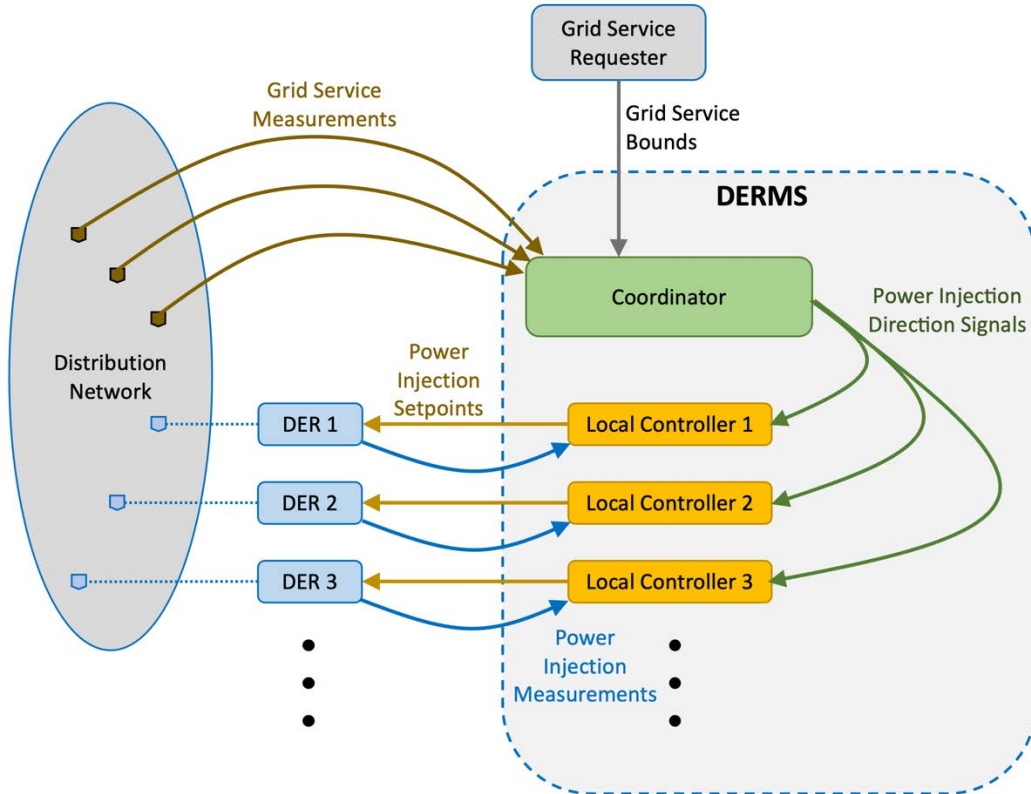 Grid Service
Requester
Grid Service
Measurements
Grid Service
Bounds
DERMS
Coordinator
Power Injection
Direction Signals
Distribution
Network
Power
Injection
Setpoints
DER 1
Local Controller 1
DER 2
Local Controller 2
DER 3
Local Controller 3
Power
Injection
Measurements